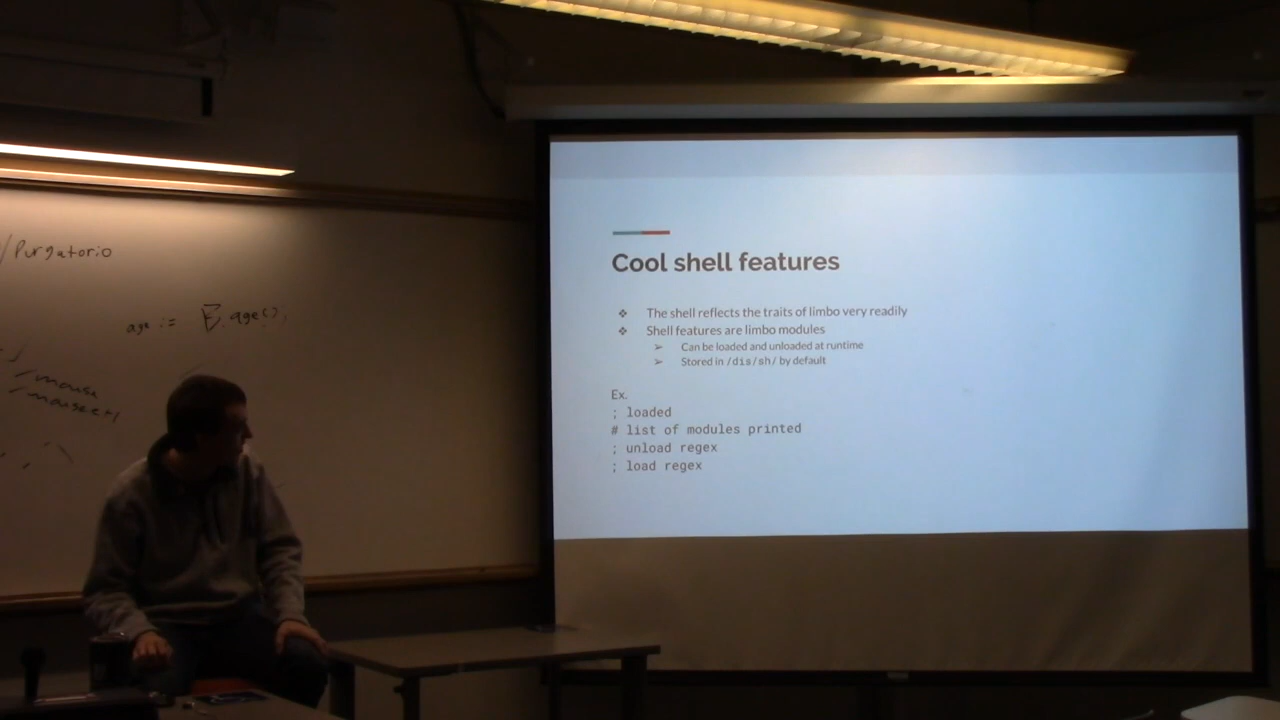 /Purgatorio
age := E.age();
/mouse
/mousectl
Cool shell features
❖ The shell reflects the traits of limbo very readily
❖ Shell features are limbo modules
➢ Can be loaded and unloaded at runtime
➢ Stored in /dis/sh/ by default
Ex.
; loaded
# list of modules printed
; unload regex
; load regex